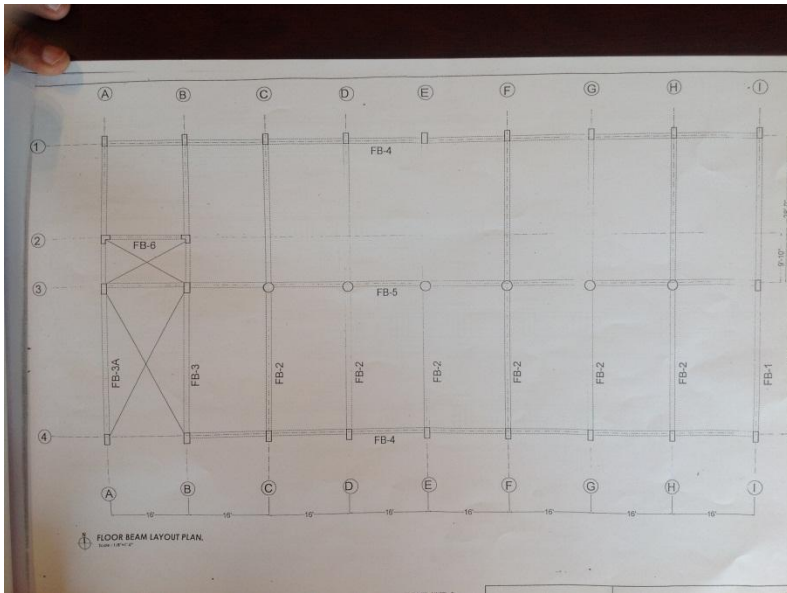 A B C D E F G H I
1
FB-4
2
FB-6
9'-10"
3
FB-5
FB-3A FB-3 FB-2 FB-2 FB-2 FB-2 FB-2 FB-2 FB-1
4
FB-4
A B C D E F G H I
16' 16' 16' 16' 16' 16' 16' 16'
FLOOR BEAM LAYOUT PLAN.